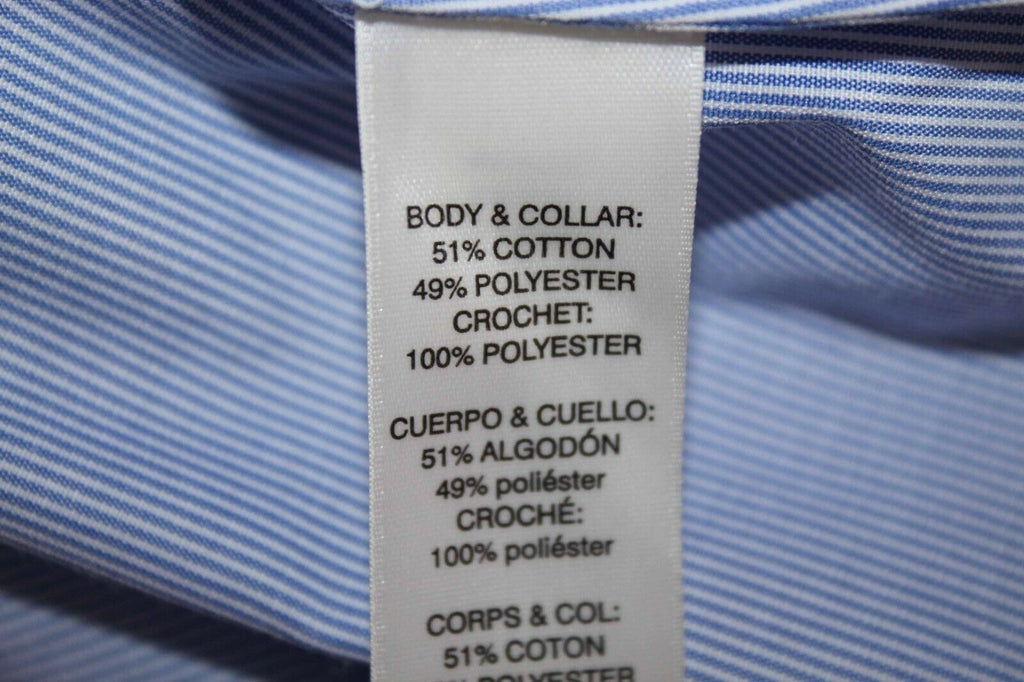 BODY & COLLAR:
51% COTTON
49% POLYESTER
CROCHET:
100% POLYESTER
CUERPO & CUELLO:
51% ALGODÓN
49% poliéster
CROCHÉ:
100% poliéster
CORPS & COL:
51% COTON
POLYESTER